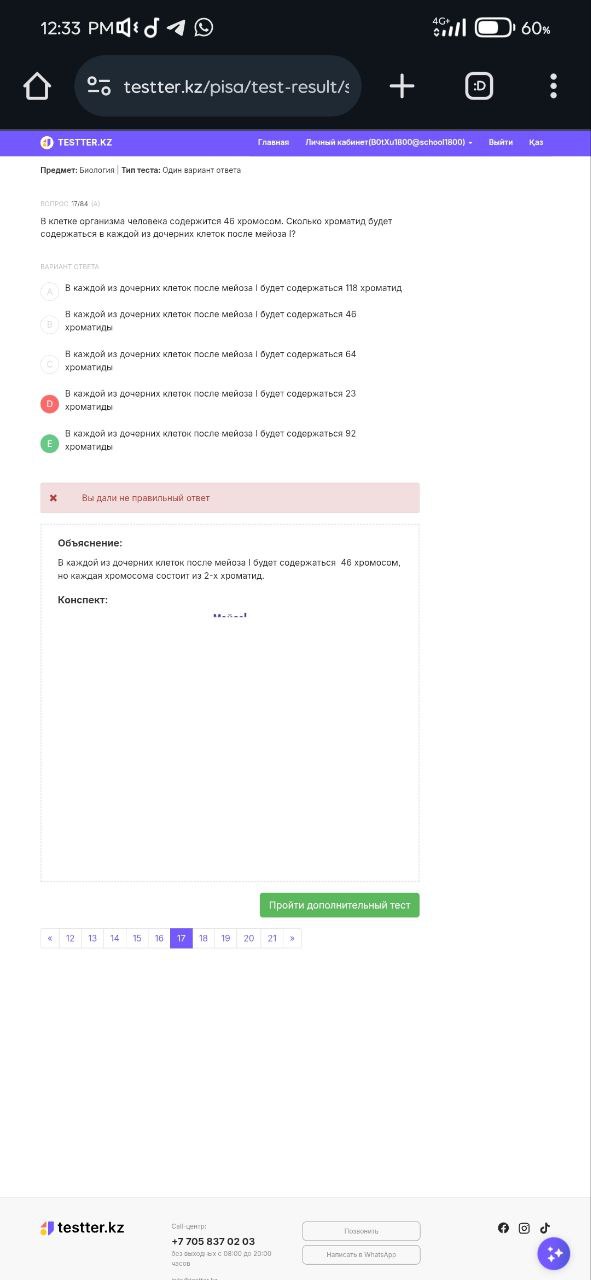 12:33 PM
4G+
60%
testter.kz/pisa/test-result/s
:D
TESTTER.KZ
Главная
Личный кабинет(B0tXu1800@school1800)
Выйти
Қаз
Предмет: Биология | Тип теста: Один вариант ответа
ВОПРОС 17/84 (A)
В клетке организма человека содержится 46 хромосом. Сколько хроматид будет
содержаться в каждой из дочерних клеток после мейоза I?
ВАРИАНТ ОТВЕТА
A
В каждой из дочерних клеток после мейоза I будет содержаться 118 хроматид
B
В каждой из дочерних клеток после мейоза I будет содержаться 46
хроматиды
C
В каждой из дочерних клеток после мейоза I будет содержаться 64
хроматиды
D
В каждой из дочерних клеток после мейоза I будет содержаться 23
хроматиды
E
В каждой из дочерних клеток после мейоза I будет содержаться 92
хроматиды
Вы дали не правильный ответ
Объяснение:
В каждой из дочерних клеток после мейоза I будет содержаться 46 хромосом,
но каждая хромосома состоит из 2-х хроматид.
Конспект:
Пройти дополнительный тест
« 12 13 14 15 16 17 18 19 20 21 »
testter.kz
Call-центр:
+7 705 837 02 03
без выходных с 08:00 до 20:00
часов
Позвонить
Написать в WhatsApp